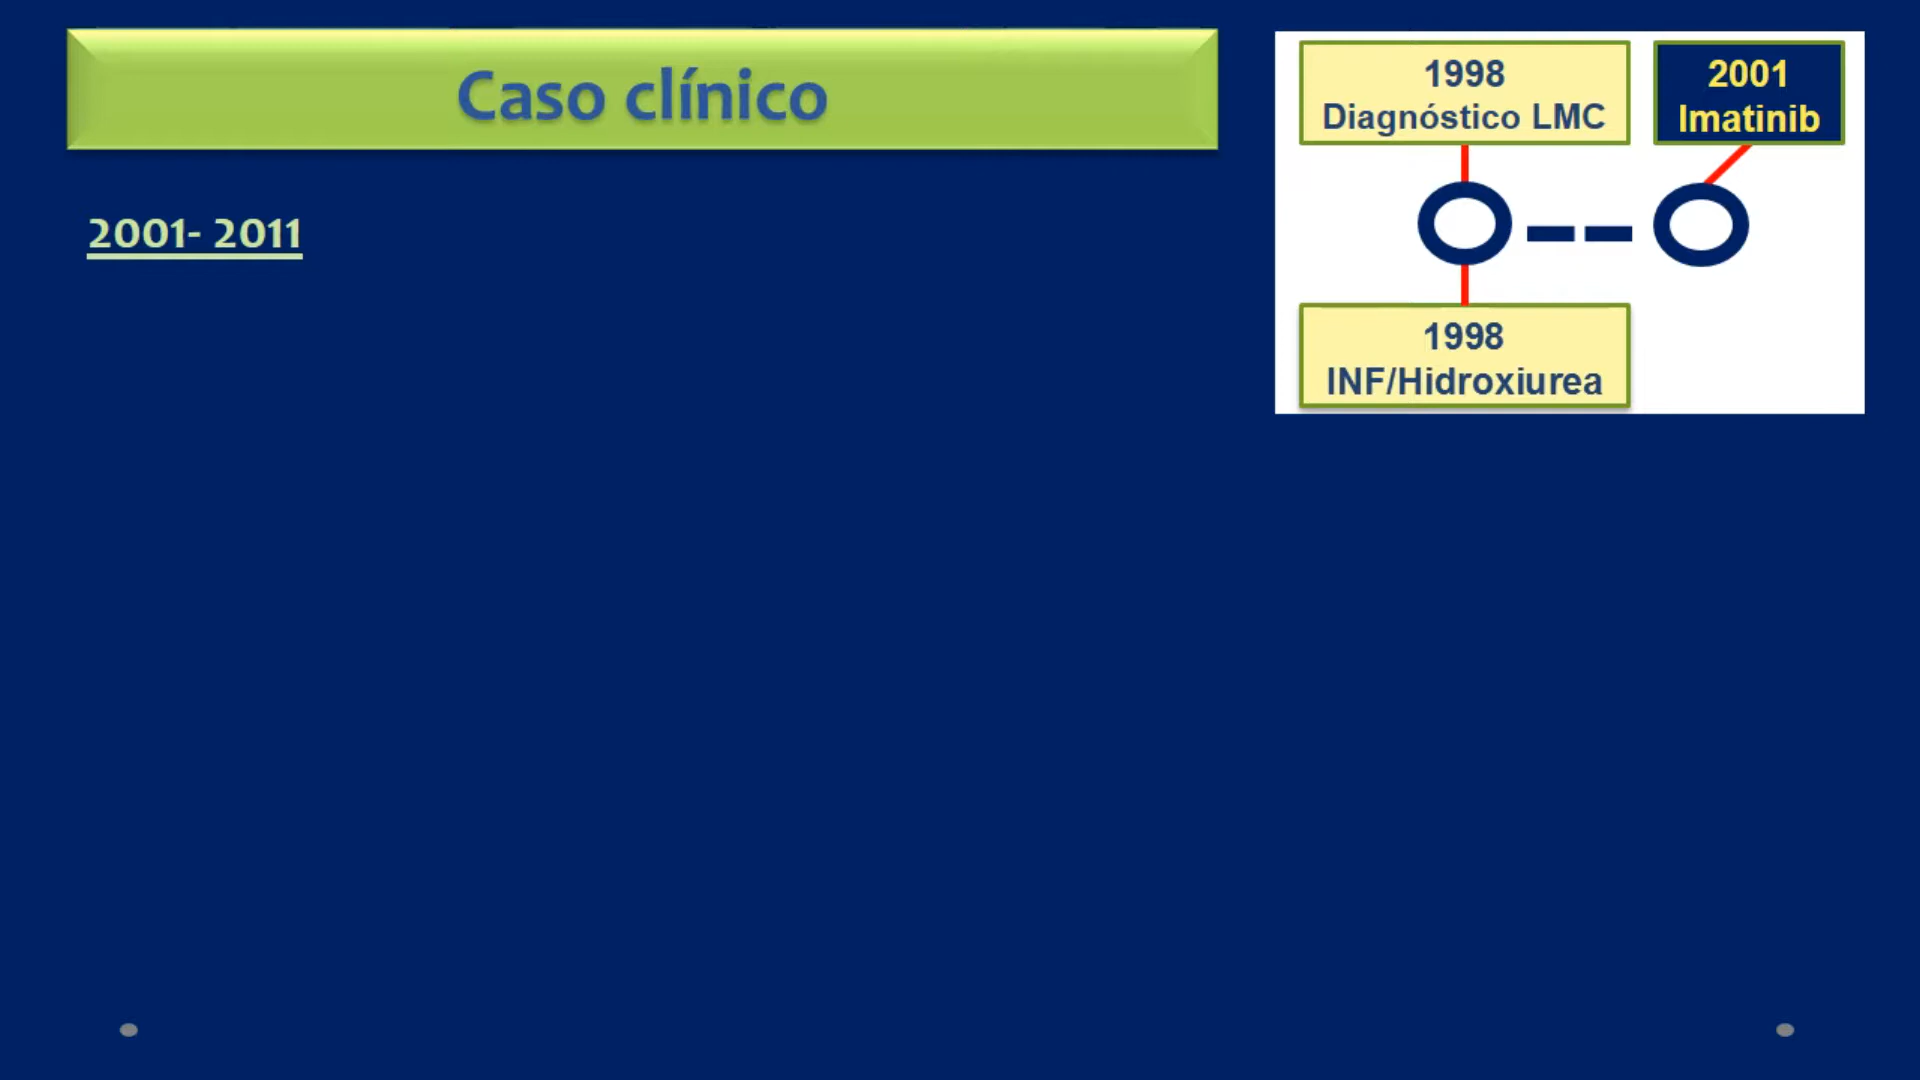 Caso clínico
2001- 2011
1998
Diagnóstico LMC
2001
Imatinib
1998
INF/Hidroxiurea